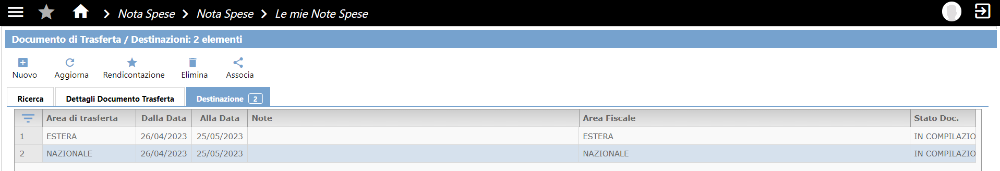 Nota Spese Nota Spese Le mie Note Spese
Documento di Trasferta / Destinazioni: 2 elementi
Nuovo Aggiorna Rendicontazione Elimina Associa
Ricerca Dettagli Documento Trasferta Destinazione 2
Area di trasferta Dalla Data Alla Data Note Area Fiscale Stato Doc.
1 ESTERA 26/04/2023 25/05/2023 ESTERA IN COMPILAZIO
2 NAZIONALE 26/04/2023 25/05/2023 NAZIONALE IN COMPILAZIO